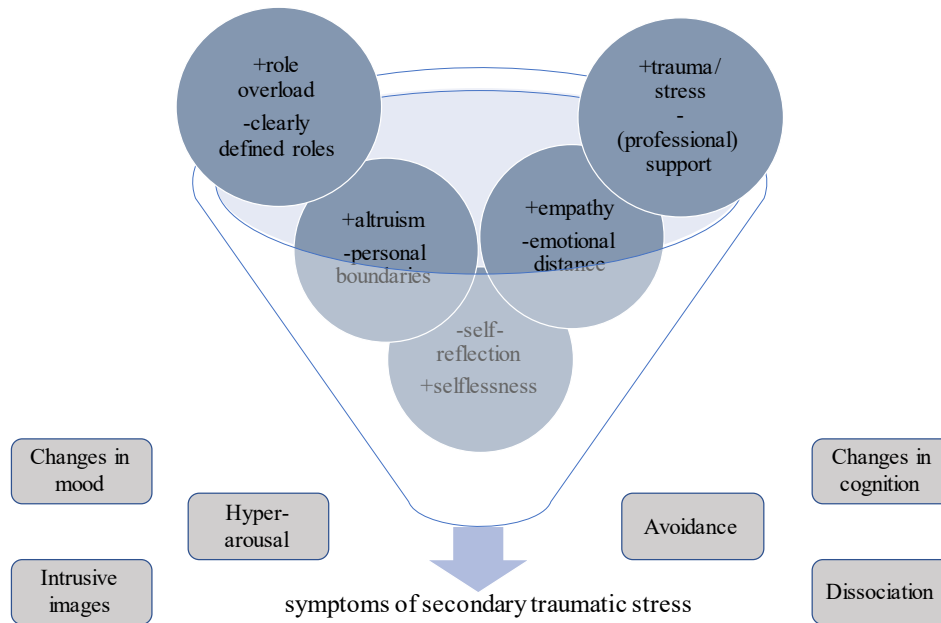 +role
overload
-clearly
defined roles
+trauma/
stress
-
(professional)
support
+altruism
-personal
boundaries
+empathy
-emotional
distance
-self-
reflection
+selflessness
Changes in
mood
Hyper-
arousal
Intrusive
images
Changes in
cognition
Avoidance
Dissociation
symptoms of secondary traumatic stress